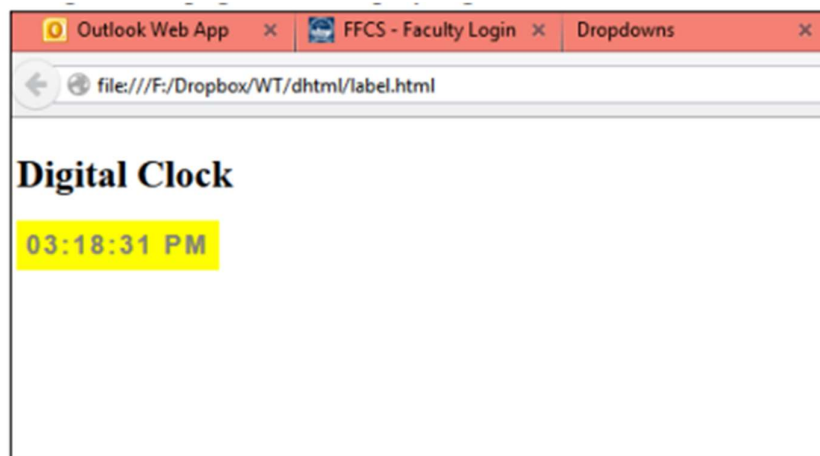 Outlook Web App × FFCS - Faculty Login × Dropdowns ×
file:///F:/Dropbox/WT/dhtml/label.html
Digital Clock
03:18:31 PM